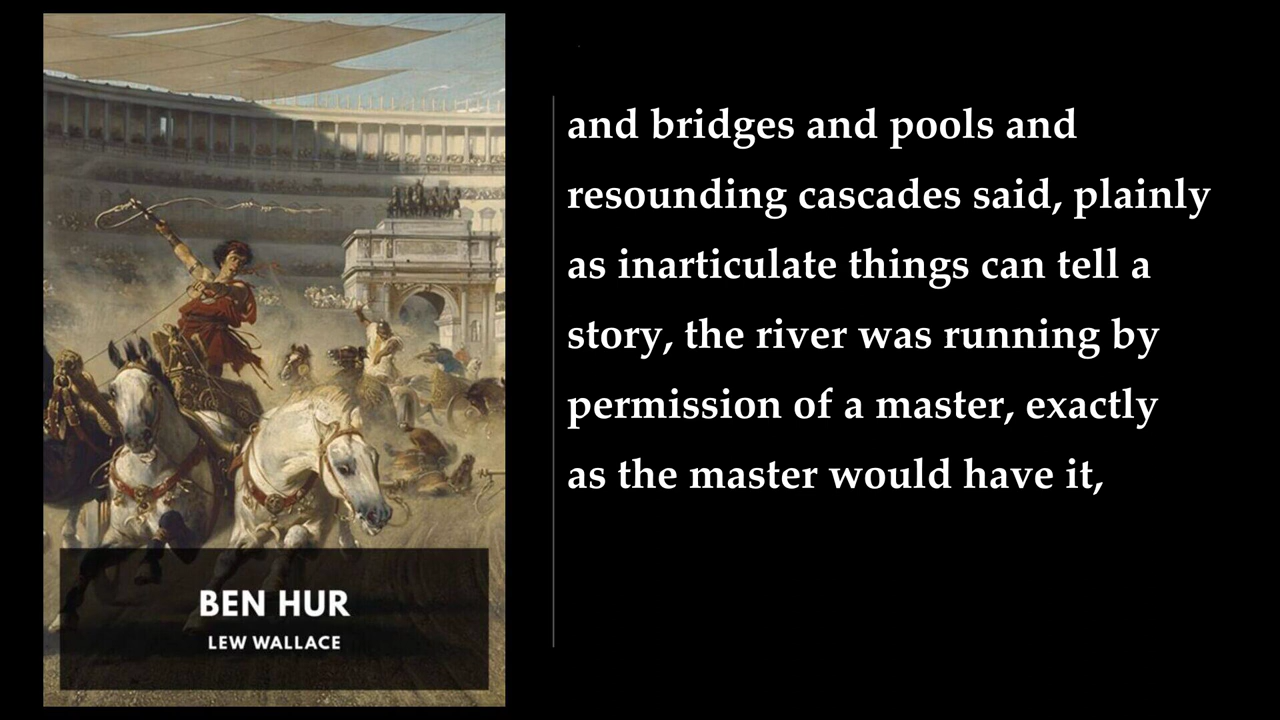 and bridges and pools and
resounding cascades said, plainly
as inarticulate things can tell a
story, the river was running by
permission of a master, exactly
as the master would have it,
BEN HUR
LEW WALLACE